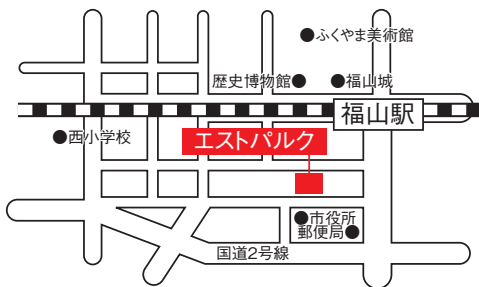 ●ふくやま美術館
歴史博物館●
●福山城
福山駅
●西小学校
エストパルク
●市役所
郵便局●
国道2号線